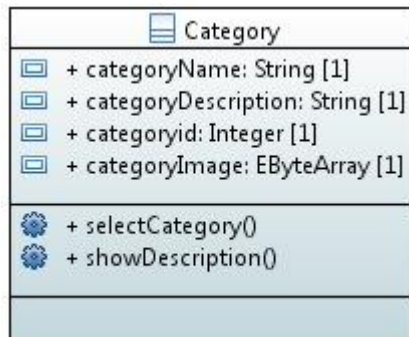 Category
+ categoryName: String [1]
+ categoryDescription: String [1]
+ categoryid: Integer [1]
+ categoryImage: EByteArray [1]
+ selectCategory()
+ showDescription()